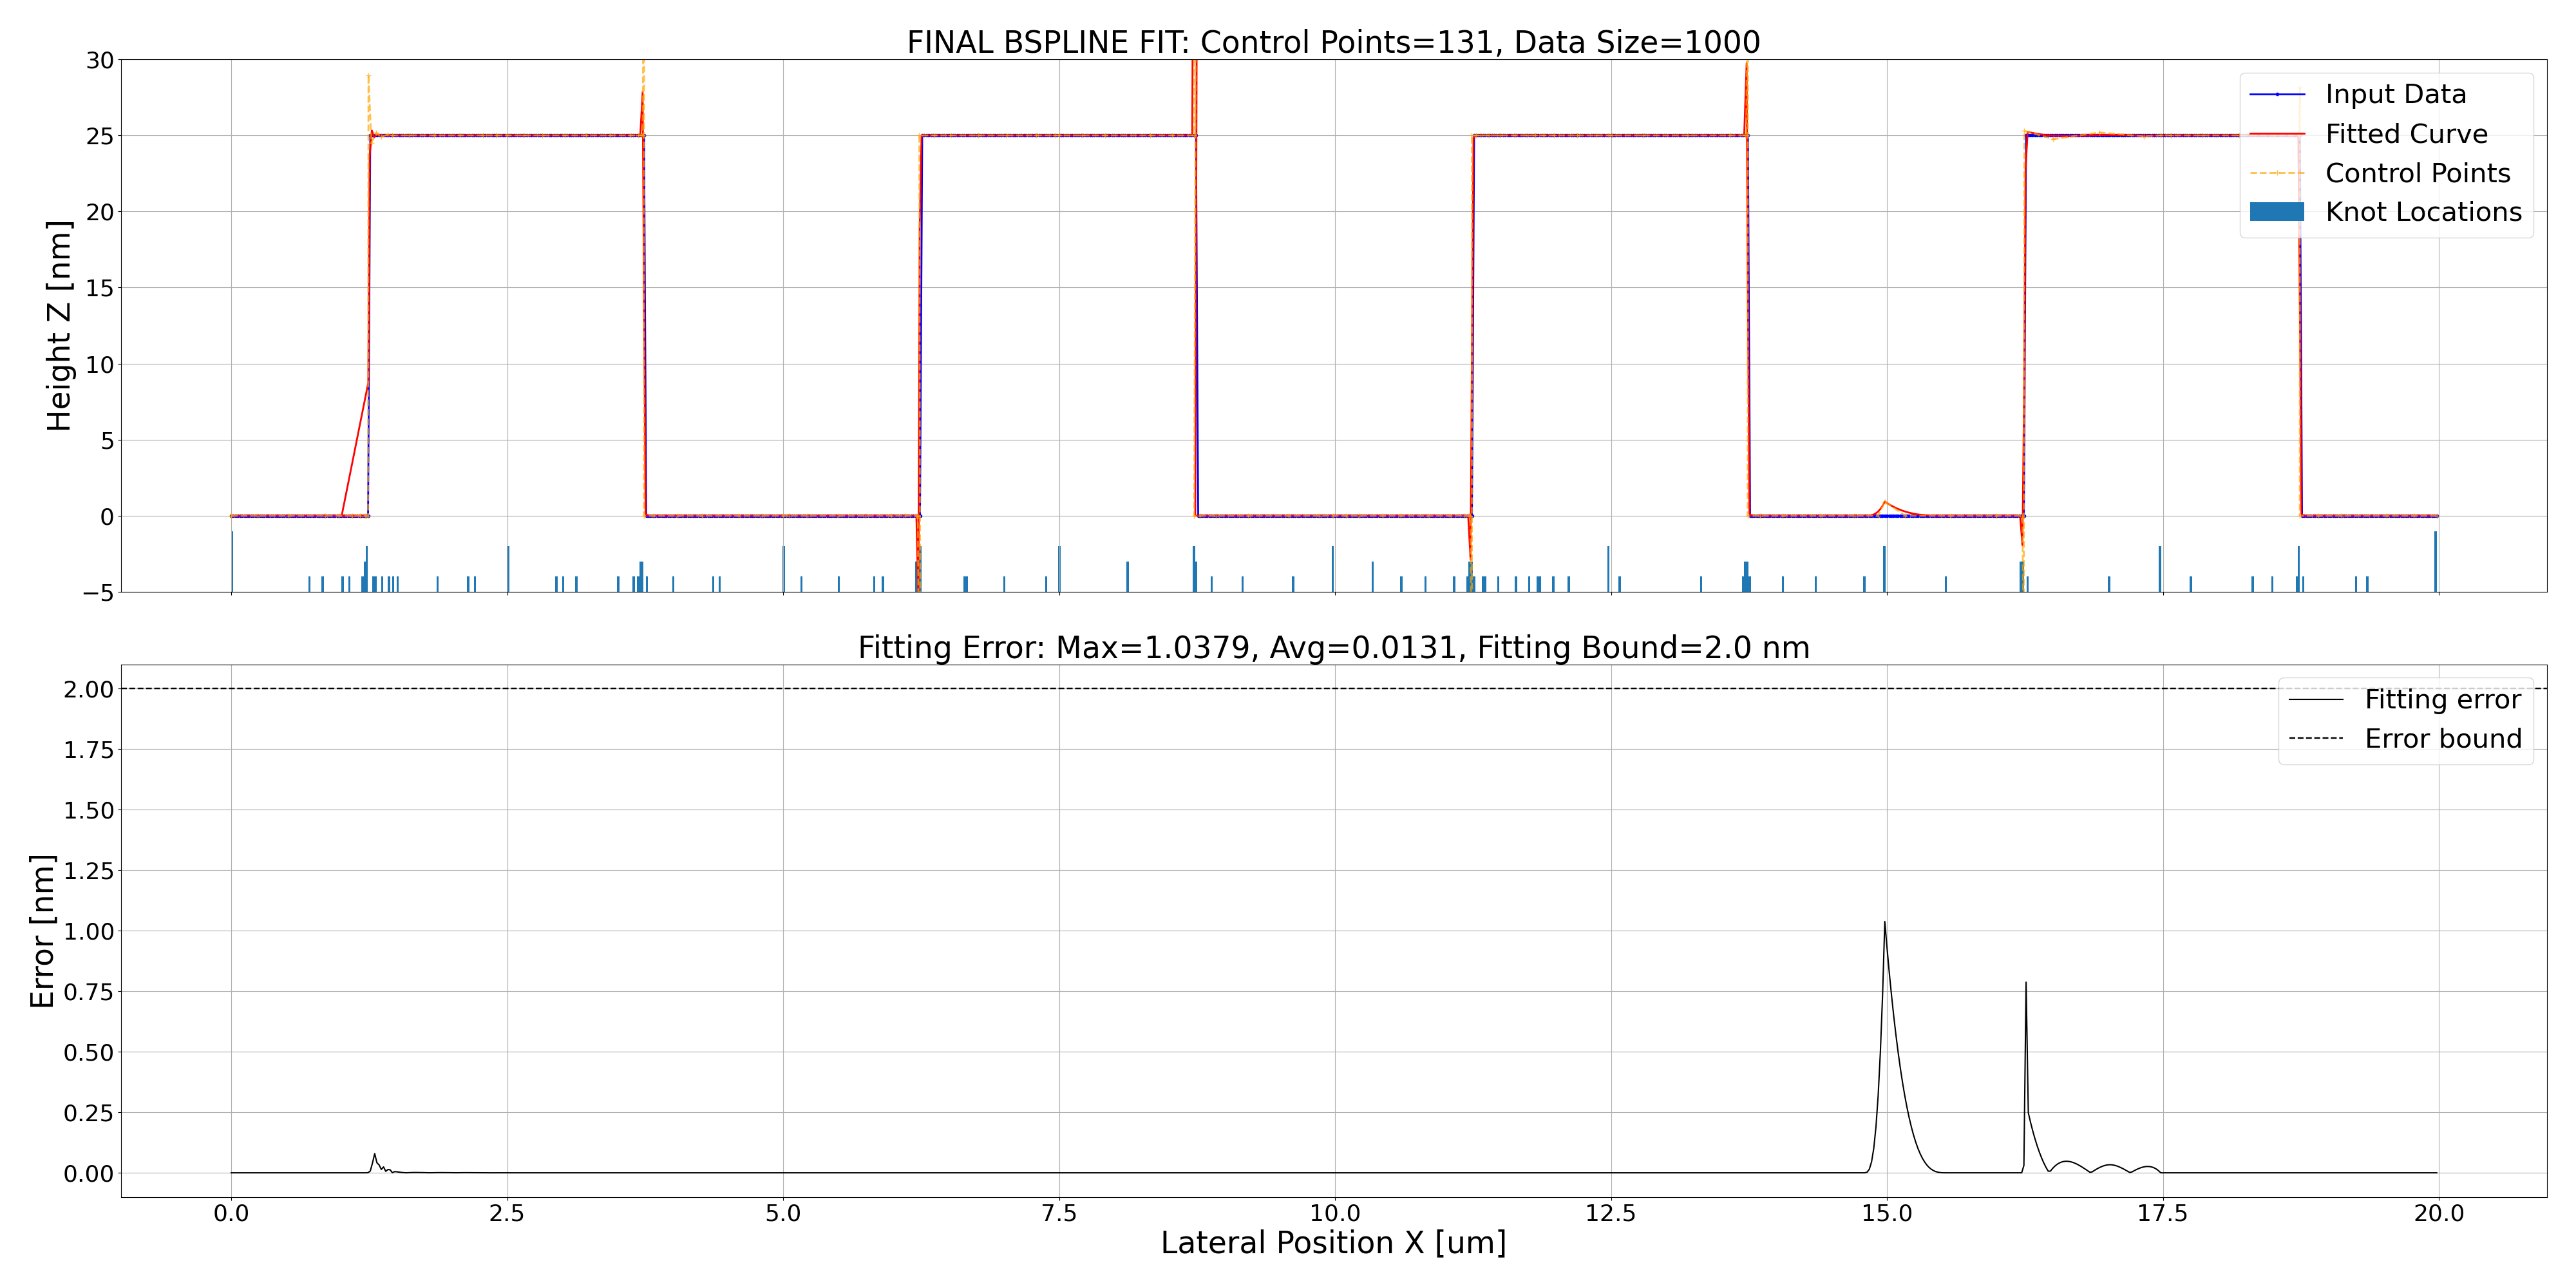 FINAL BSPLINE FIT: Control Points=131, Data Size=1000
Height Z [nm]
30
25
20
15
10
5
0
−5
Input Data
Fitted Curve
Control Points
Knot Locations
Fitting Error: Max=1.0379, Avg=0.0131, Fitting Bound=2.0 nm
Error [nm]
2.00
1.75
1.50
1.25
1.00
0.75
0.50
0.25
0.00
Fitting error
Error bound
0.0 2.5 5.0 7.5 10.0 12.5 15.0 17.5 20.0
Lateral Position X [um]